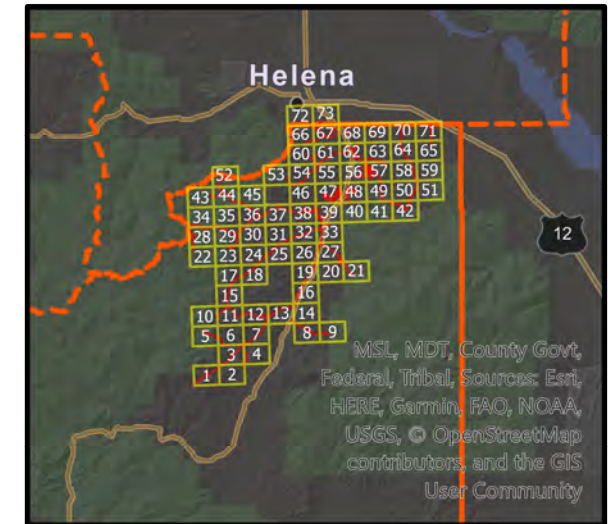 Helena
72 73
66 67 68 69 70 71
60 61 62 63 64 65
52 53 54 55 56 57 58 59
43 44 45 46 47 48 49 50 51
34 35 36 37 38 39 40 41 42
28 29 30 31 32 33
12
22 23 24 25 26 27
17 18 19 20 21
15 16
10 11 12 13 14
5 6 7 8 9
3 4
1 2
MSL, MDT, County Govt,
Federal, Tribal, Sources: Esri,
HERE, Garmin, FAO, NOAA,
USGS, © OpenStreetMap
contributors, and the GIS
User Community